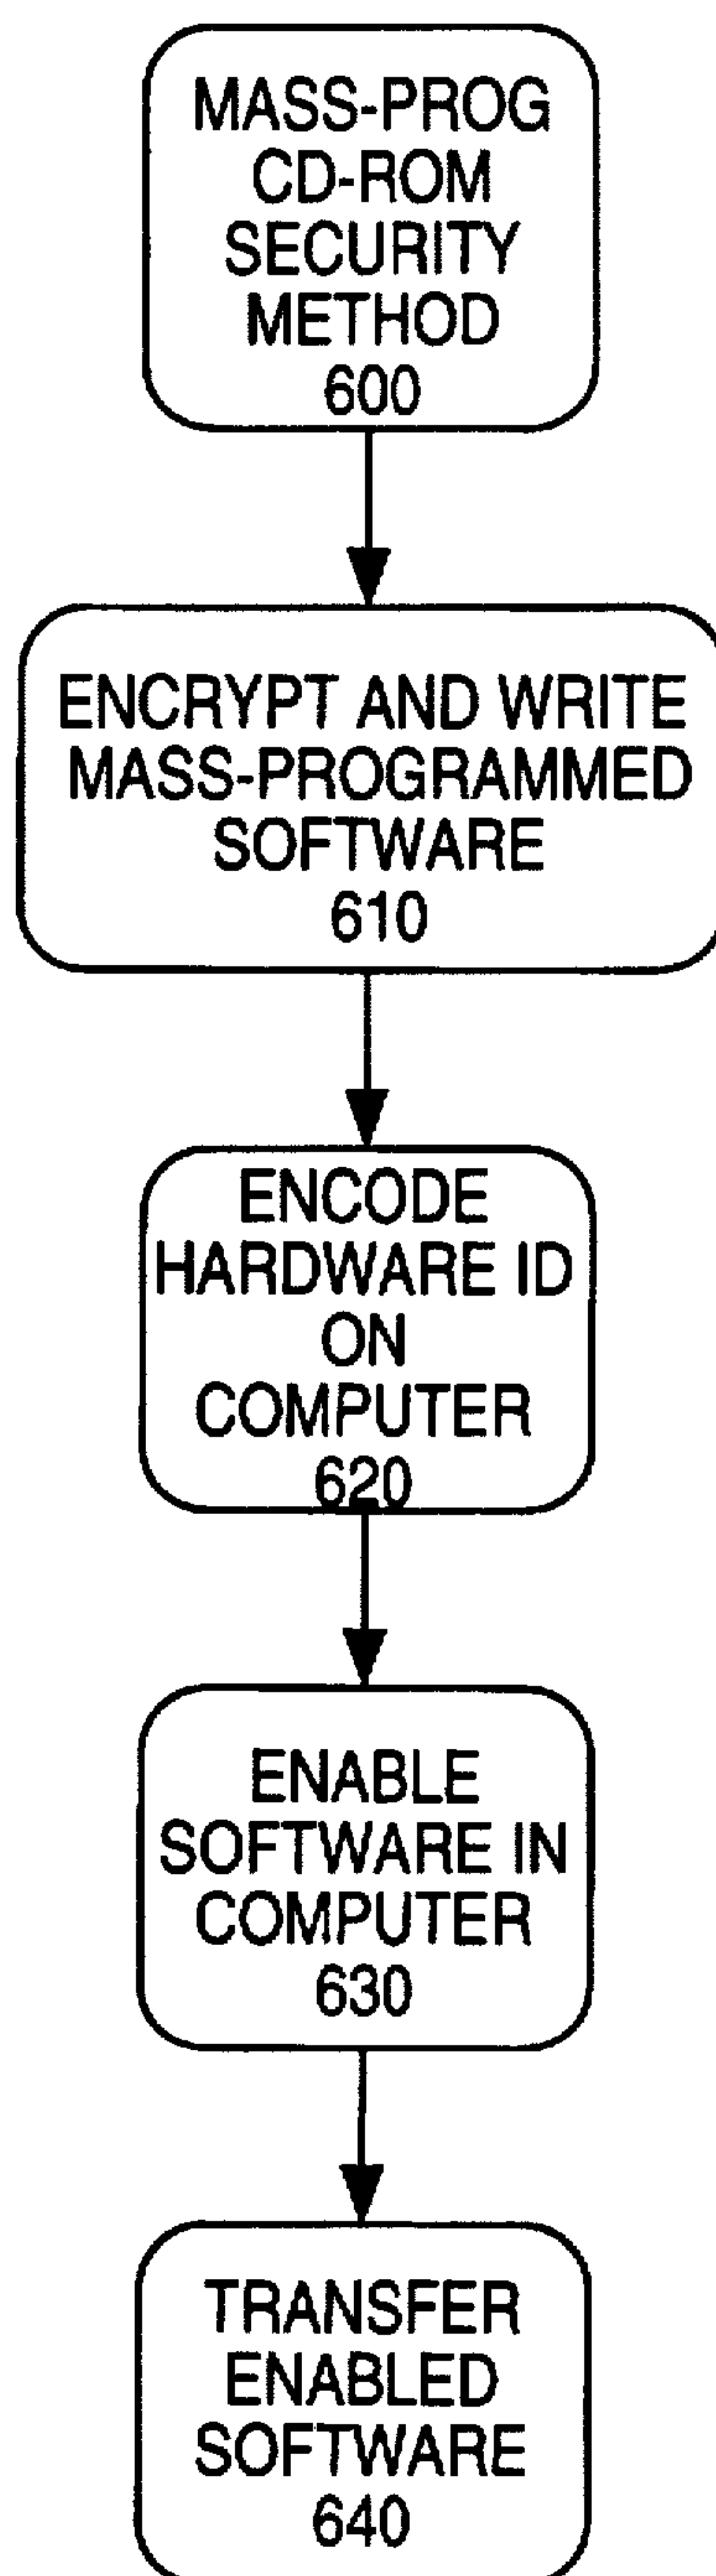 MASS-PROG
CD-ROM
SECURITY
METHOD
600
ENCRYPT AND WRITE
MASS-PROGRAMMED
SOFTWARE
610
ENCODE
HARDWARE ID
ON
COMPUTER
620
ENABLE
SOFTWARE IN
COMPUTER
630
TRANSFER
ENABLED
SOFTWARE
640